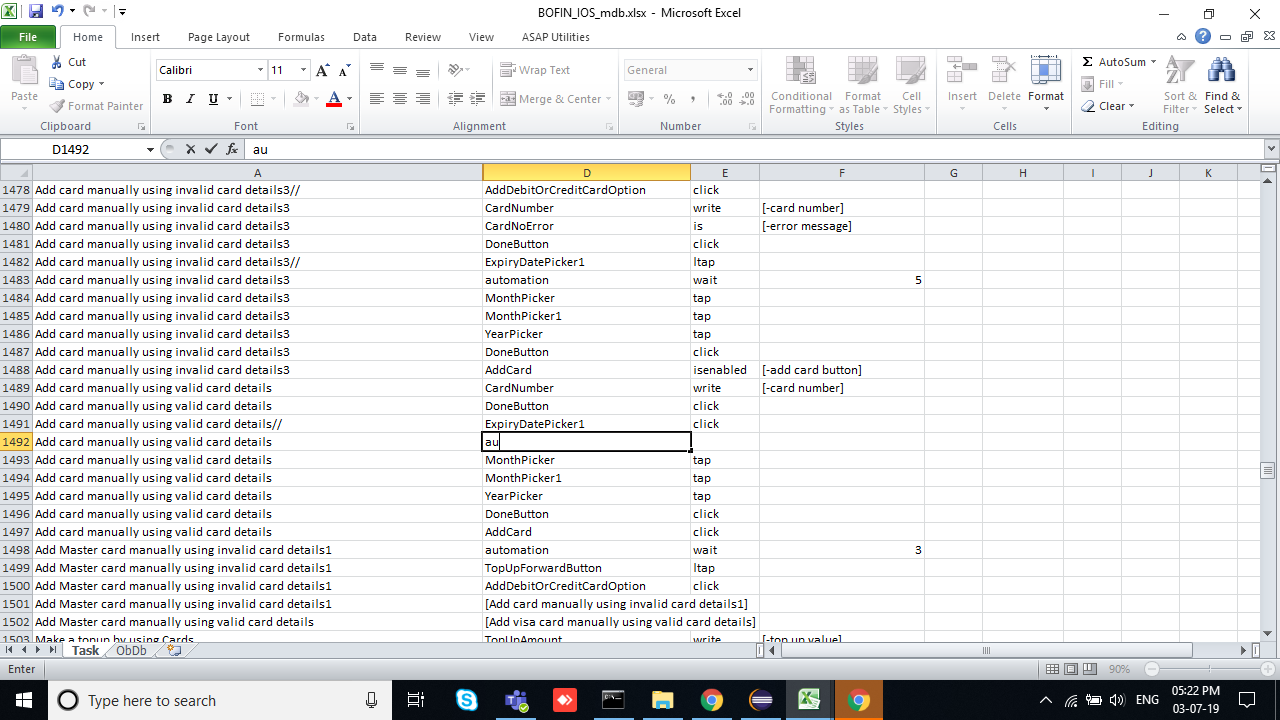 BOFIN_IOS_mdb.xlsx - Microsoft Excel
File Home Insert Page Layout Formulas Data Review View ASAP Utilities
Paste Cut Copy Format Painter Clipboard
Calibri 11 A A B I U A Font
Wrap Text Merge & Center Alignment
General % , .0 .00 Number
Conditional Formatting Format as Table Cell Styles Styles
Insert Delete Format Cells
Σ AutoSum Fill Clear Sort & Filter Find & Select Editing
D1492 fx au
A D E F G H I J K
1478 Add card manually using invalid card details3// AddDebitOrCreditCardOption click
1479 Add card manually using invalid card details3 CardNumber write [-card number]
1480 Add card manually using invalid card details3 CardNoError is [-error message]
1481 Add card manually using invalid card details3 DoneButton click
1482 Add card manually using invalid card details3// ExpiryDatePicker1 ltap
1483 Add card manually using invalid card details3 automation wait 5
1484 Add card manually using invalid card details3 MonthPicker tap
1485 Add card manually using invalid card details3 MonthPicker1 tap
1486 Add card manually using invalid card details3 YearPicker tap
1487 Add card manually using invalid card details3 DoneButton click
1488 Add card manually using invalid card details3 AddCard isenabled [-add card button]
1489 Add card manually using valid card details CardNumber write [-card number]
1490 Add card manually using valid card details DoneButton click
1491 Add card manually using valid card details// ExpiryDatePicker1 click
1492 Add card manually using valid card details au
1493 Add card manually using valid card details MonthPicker tap
1494 Add card manually using valid card details MonthPicker1 tap
1495 Add card manually using valid card details YearPicker tap
1496 Add card manually using valid card details DoneButton click
1497 Add card manually using valid card details AddCard click
1498 Add Master card manually using invalid card details1 automation wait 3
1499 Add Master card manually using invalid card details1 TopUpForwardButton ltap
1500 Add Master card manually using invalid card details1 AddDebitOrCreditCardOption click
1501 Add Master card manually using invalid card details1 [Add card manually using invalid card details1]
1502 Add Master card manually using valid card details [Add visa card manually using valid card details]
1503 Make a topup by using Cards TopUpAmount write [-top up value]
Task ObDb
Enter 90%
Type here to search ENG 05:22 PM
03-07-19